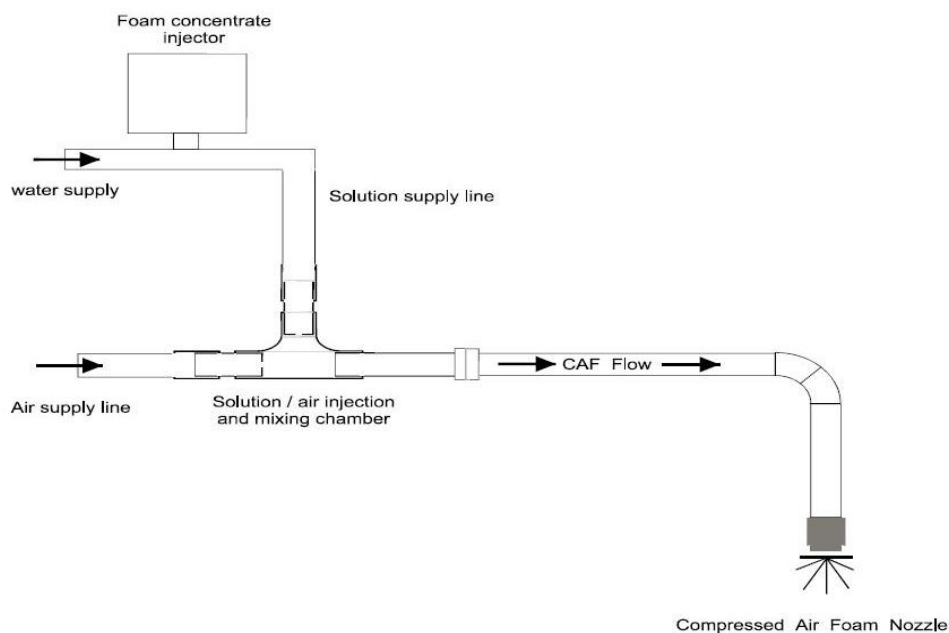 Foam concentrate
injector
water supply
Solution supply line
CAF Flow
Air supply line
Solution / air injection
and mixing chamber
Compressed Air Foam Nozzle